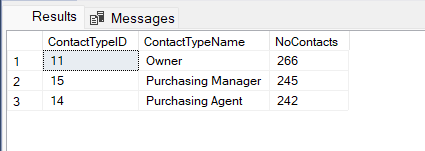 Results Messages
ContactTypeID ContactTypeName NoContacts
1 11 Owner 266
2 15 Purchasing Manager 245
3 14 Purchasing Agent 242